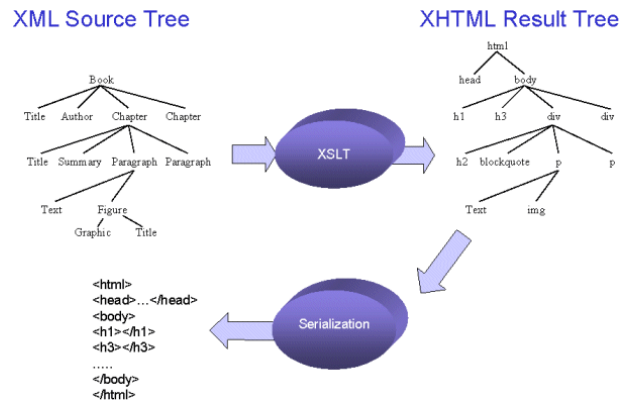 XML Source Tree
XHTML Result Tree
Book
Title Author Chapter Chapter
Title Summary Paragraph Paragraph
Text Figure
Graphic Title
XSLT
html
head body
h1 h3 div div
h2 blockquote p p
Text img
Serialization
<html>
<head>…</head>
<body>
<h1></h1>
<h3></h3>
.....
</body>
</html>